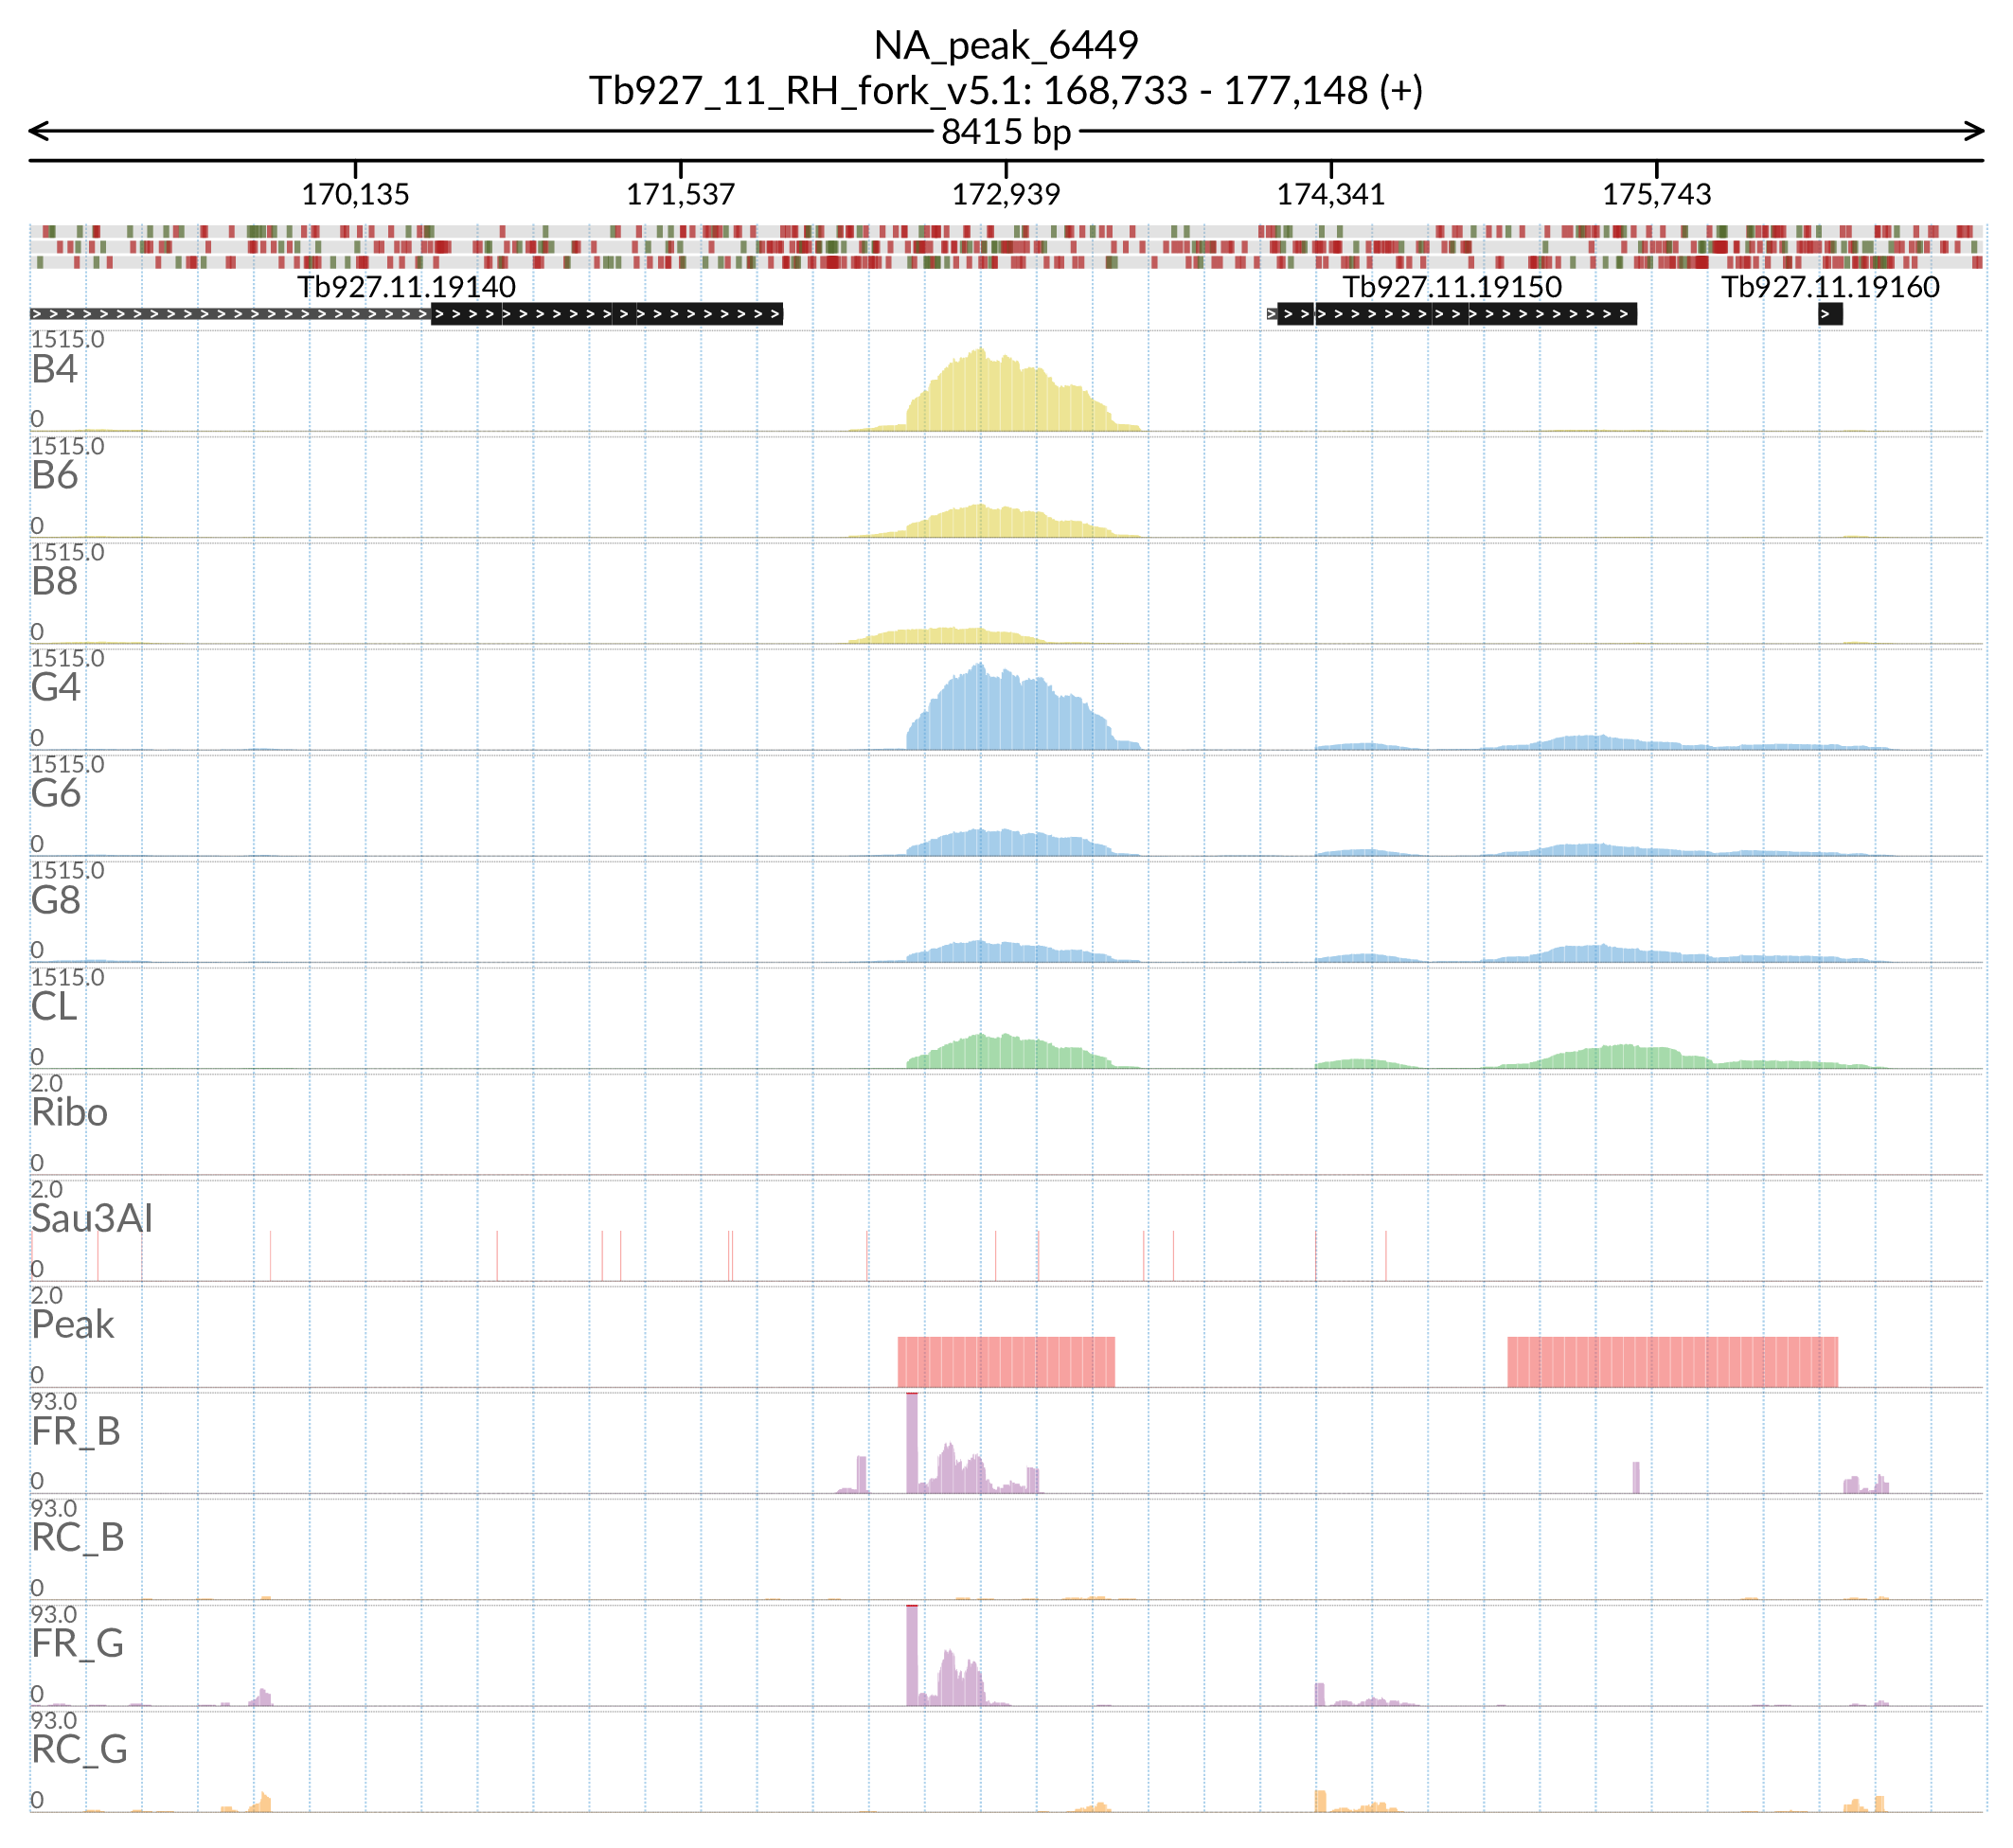 NA_peak_6449
Tb927_11_RH_fork_v5.1: 168,733 - 177,148 (+)
8415 bp
170,135 171,537 172,939 174,341 175,743
Tb927.11.19140 Tb927.11.19150 Tb927.11.19160
1515.0
B4
0
1515.0
B6
0
1515.0
B8
0
1515.0
G4
0
1515.0
G6
0
1515.0
G8
0
1515.0
CL
0
2.0
Ribo
0
2.0
Sau3AI
0
2.0
Peak
0
93.0
FR_B
0
93.0
RC_B
0
93.0
FR_G
0
93.0
RC_G
0